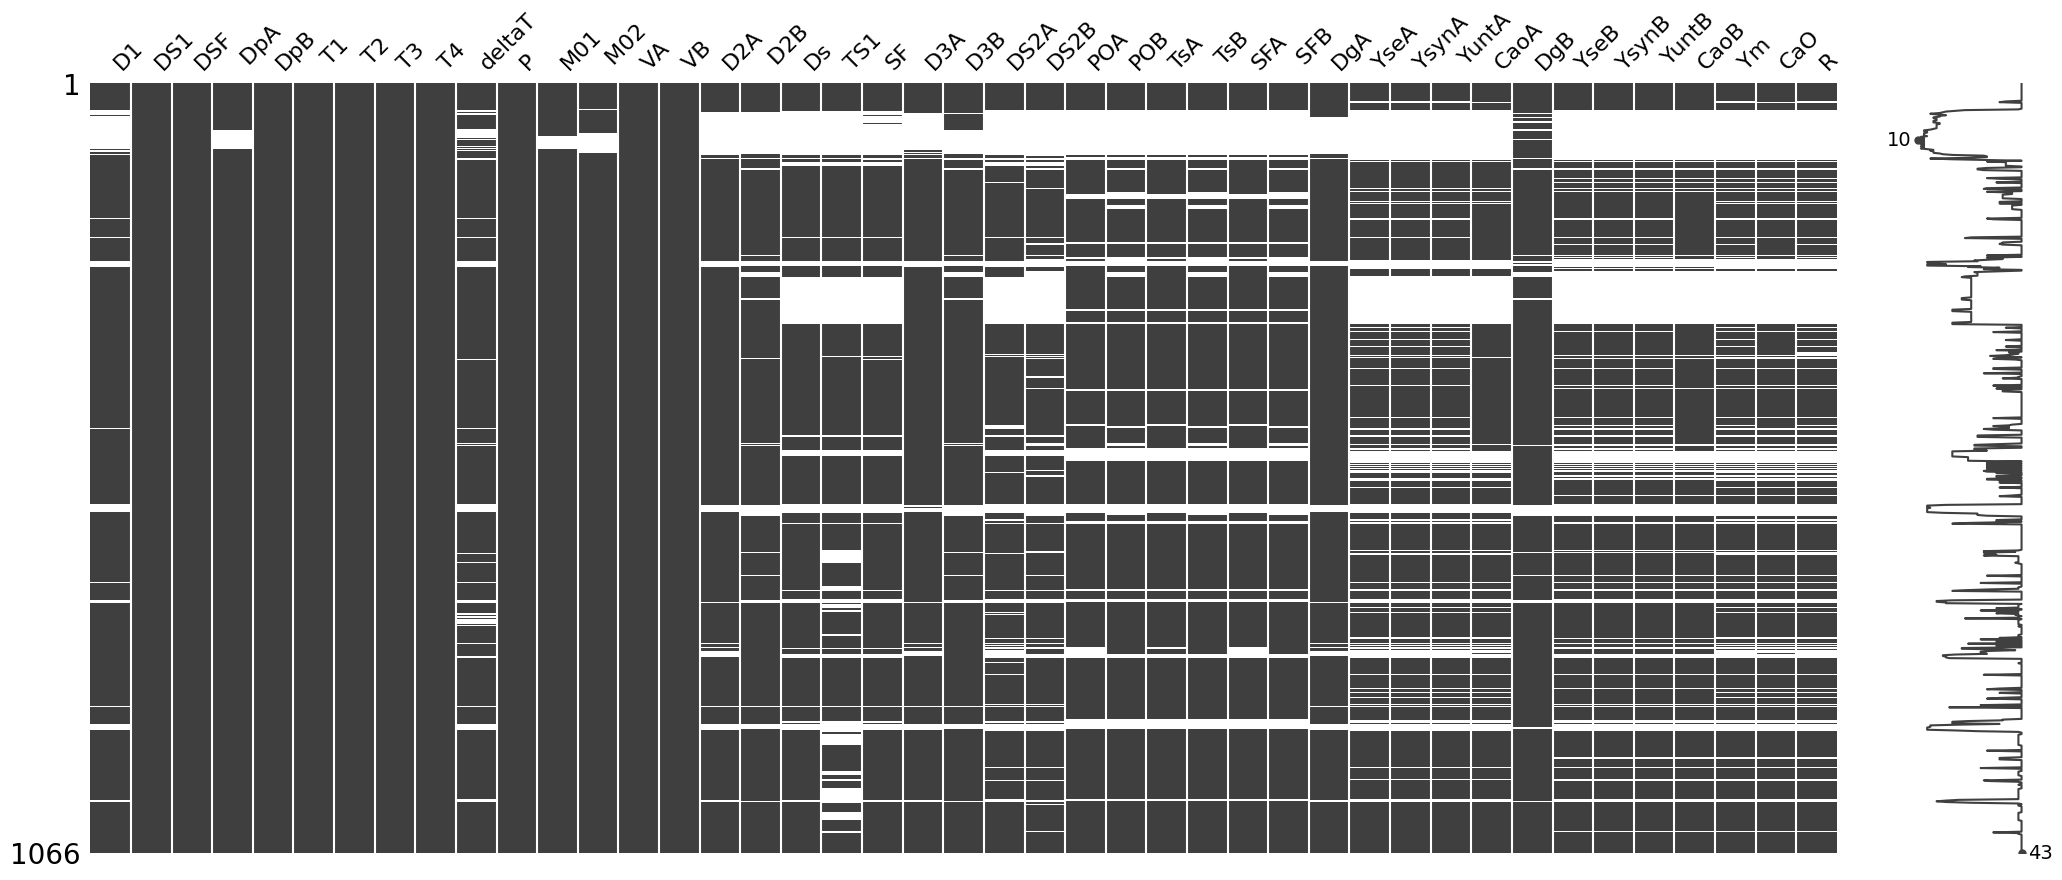 D1 DS1 DSF DpA DpB T1 T2 T3 T4 deltaT P M01 M02 VA VB D2A D2B Ds TS1 SF D3A D3B DS2A DS2B POA POB TsA TsB SFA SFB DgA YseA YsynA YuntA CaoA DgB YseB YsynB YuntB CaoB Ym CaO R
1
10
1066
43